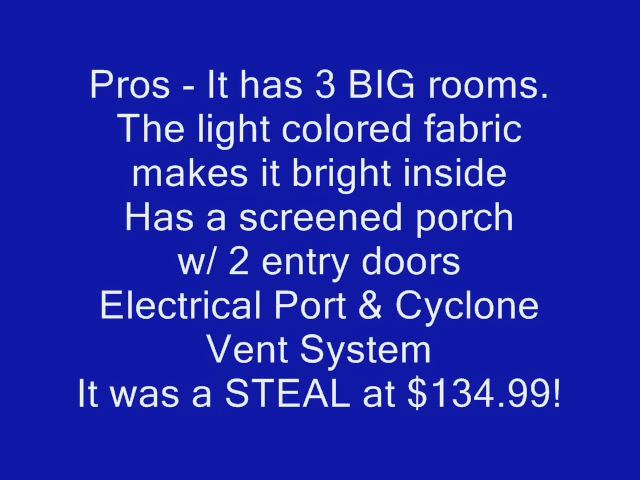 Pros - It has 3 BIG rooms.
The light colored fabric
makes it bright inside
Has a screened porch
w/ 2 entry doors
Electrical Port & Cyclone
Vent System
It was a STEAL at $134.99!